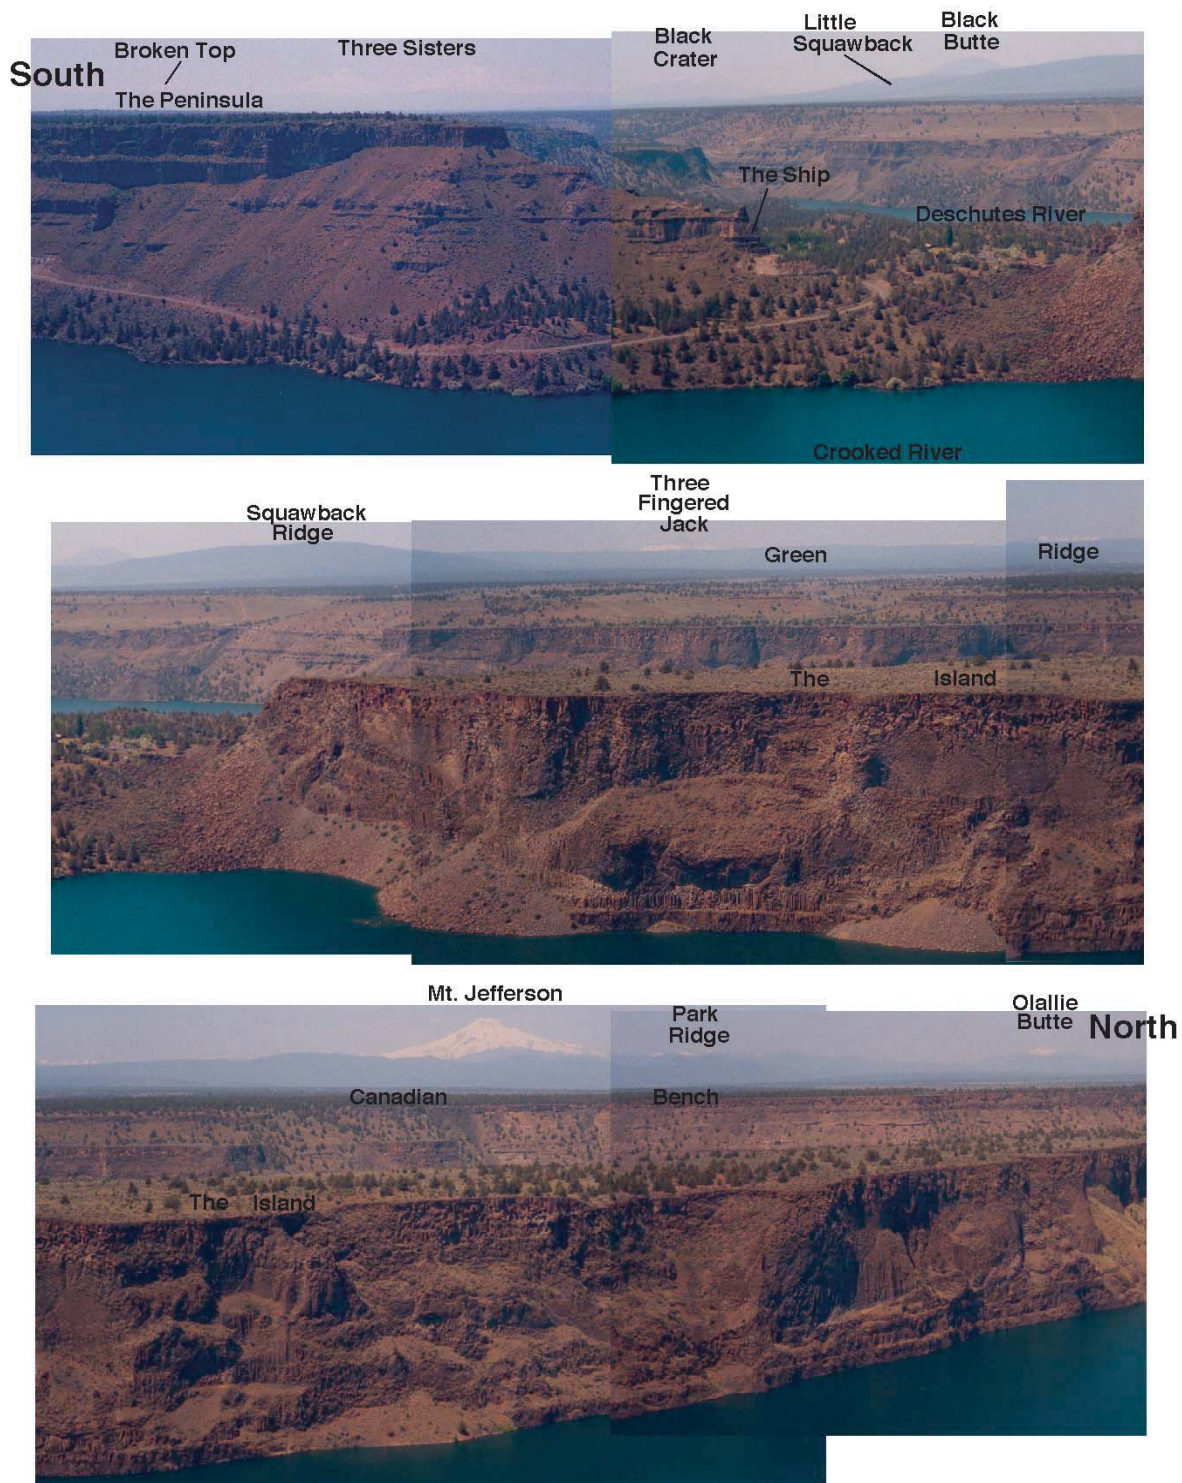 South
Broken Top
The Peninsula
Three Sisters
Black
Crater
Little
Squawback
Black
Butte
The Ship
Deschutes River
Crooked River
Squawback
Ridge
Three
Fingered
Jack
Green Ridge
The Island
Mt. Jefferson
Park
Ridge
Olallie
Butte
North
Canadian Bench
The Island